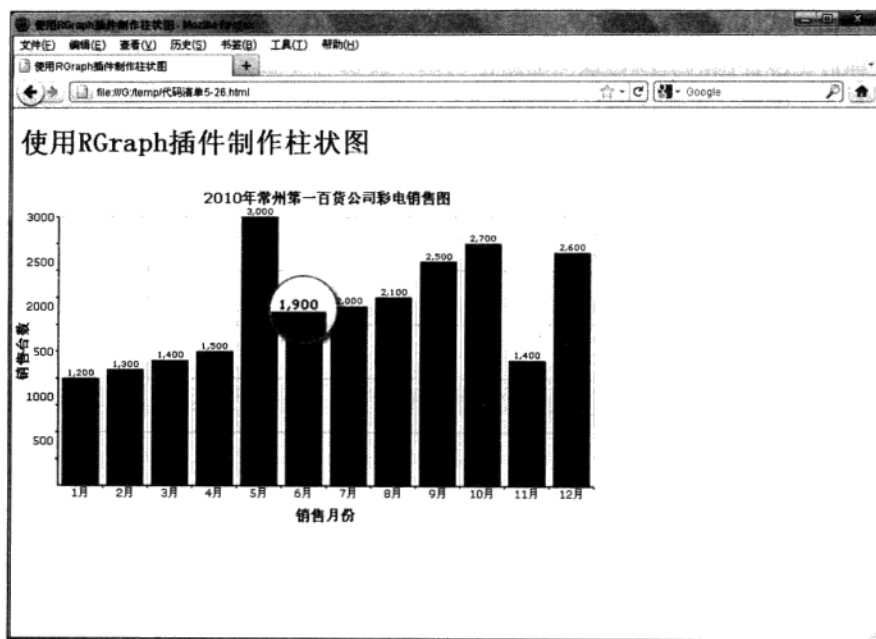 使用RGraph插件制作柱状图 - Mozilla Firefox
文件(F) 编辑(E) 查看(V) 历史(S) 书签(B) 工具(T) 帮助(H)
使用RGraph插件制作柱状图
file:///G:/temp/代码清单5-26.html
Google
使用RGraph插件制作柱状图
2010年常州第一百货公司彩电销售图
3000
2500
2000
500
1000
500
销售台数
1,200
1,300
1,400
1,500
3,000
1,900
2,000
2,100
2,500
2,700
1,400
2,600
1月 2月 3月 4月 5月 6月 7月 8月 9月 10月 11月 12月
销售月份